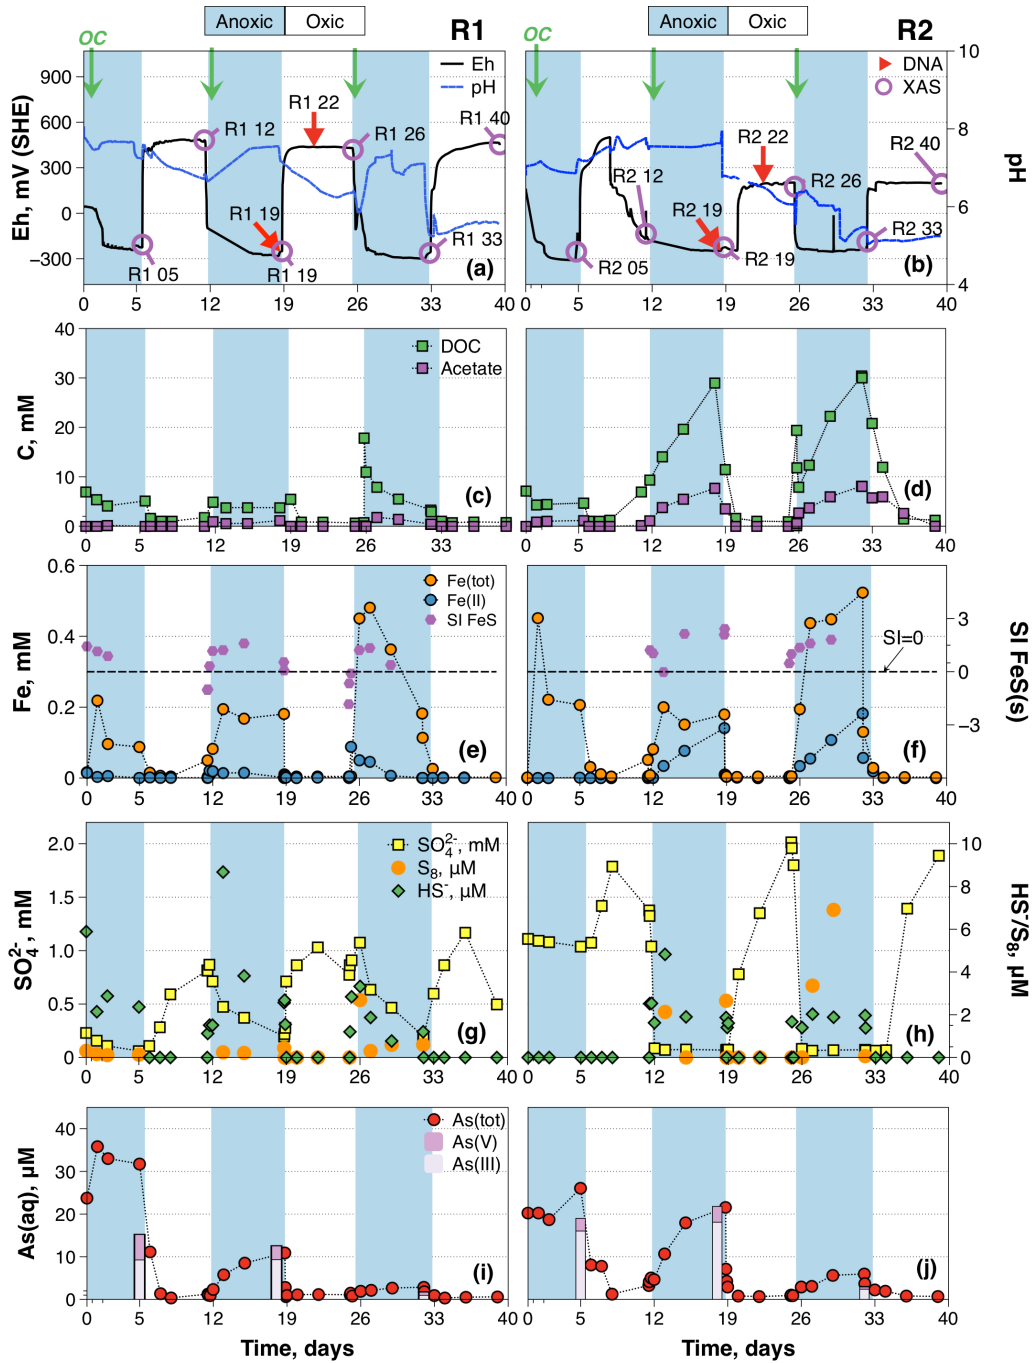 Anoxic Oxic
R1
Anoxic Oxic
R2
OC
OC
Eh
pH
DNA
XAS
Eh, mV (SHE)
pH
900
600
300
0
−300
10
8
6
4
R1 05
R1 12
R1 19
R1 19
R1 22
R1 26
R1 33
R1 40
(a)
R2 05
R2 12
R2 19
R2 19
R2 22
R2 26
R2 33
R2 40
(b)
0 5 12 19 26 33 40
0 5 12 19 26 33 40
C, mM
40
30
20
10
0
DOC
Acetate
(c)
(d)
0 5 12 19 26 33 40
0 5 12 19 26 33 40
Fe, mM
0.6
0.4
0.2
0
Fe(tot)
Fe(II)
SI FeS
(e)
SI=0
(f)
3
0
−3
SI FeS(s)
0 5 12 19 26 33 40
0 5 12 19 26 33 40
SO₄²⁻, mM
2.0
1.5
1.0
0.5
0
SO₄²⁻, mM
S₈, µM
HS⁻, µM
(g)
(h)
10
8
6
4
2
0
HS⁻/S₈, µM
0 5 12 19 26 33 40
0 5 12 19 26 33 40
As(aq), µM
40
30
20
10
0
As(tot)
As(V)
As(III)
(i)
(j)
0 5 12 19 26 33 40
0 5 12 19 26 33 40
Time, days
Time, days